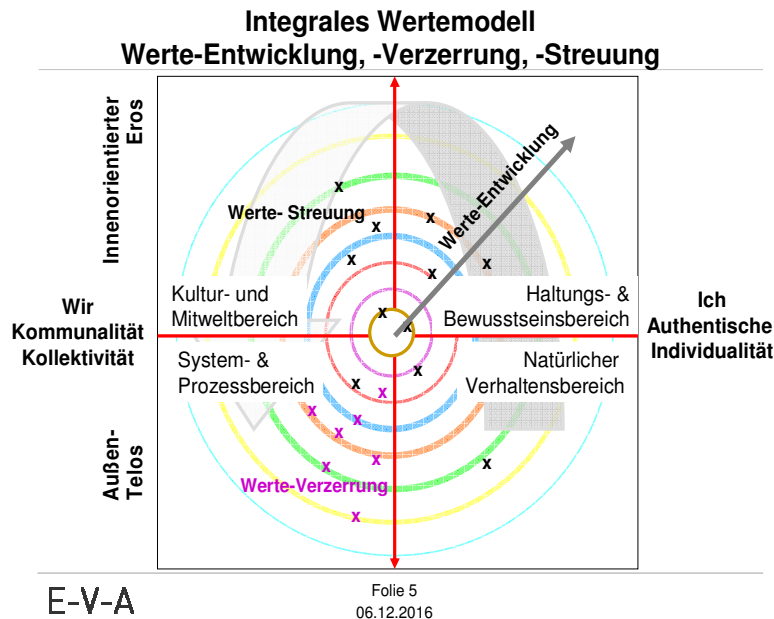 Integrales Wertemodell
Werte-Entwicklung, -Verzerrung, -Streuung
Innenorientierter
Eros
Werte-Entwicklung
x
Werte- Streuung
x
x
x
x
x
Kultur- und
Mitweltbereich
Haltungs- &
Bewusstseinsbereich
Wir
Kommunalität
Kollektivität
Ich
Authentische
Individualität
x
x
x
System- &
Prozessbereich
Natürlicher
Verhaltensbereich
x
x
x
x
x
x
x
x
x
x
Außen-
Telos
Werte-Verzerrung
x
E-V-A
Folie 5
06.12.2016